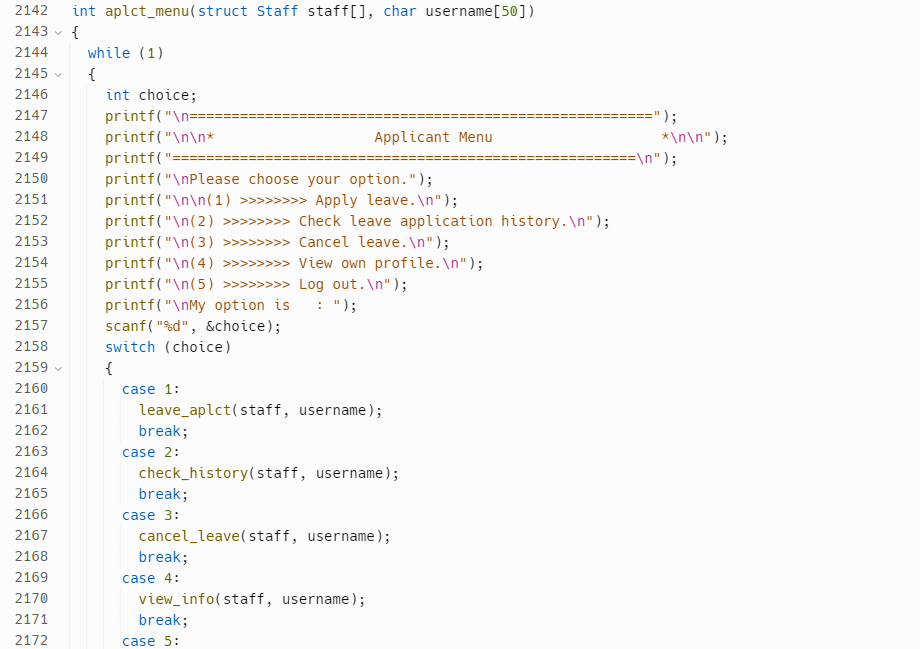 2142 int aplct_menu(struct Staff staff[], char username[50])
2143 {
2144   while (1)
2145   {
2146     int choice;
2147     printf("\n=======================================================");
2148     printf("\n\n*                   Applicant Menu                    *\n\n");
2149     printf("=======================================================\n");
2150     printf("\nPlease choose your option.");
2151     printf("\n\n(1) >>>>>>>> Apply leave.\n");
2152     printf("\n(2) >>>>>>>> Check leave application history.\n");
2153     printf("\n(3) >>>>>>>> Cancel leave.\n");
2154     printf("\n(4) >>>>>>>> View own profile.\n");
2155     printf("\n(5) >>>>>>>> Log out.\n");
2156     printf("\nMy option is   : ");
2157     scanf("%d", &choice);
2158     switch (choice)
2159     {
2160       case 1:
2161         leave_aplct(staff, username);
2162         break;
2163       case 2:
2164         check_history(staff, username);
2165         break;
2166       case 3:
2167         cancel_leave(staff, username);
2168         break;
2169       case 4:
2170         view_info(staff, username);
2171         break;
2172       case 5: